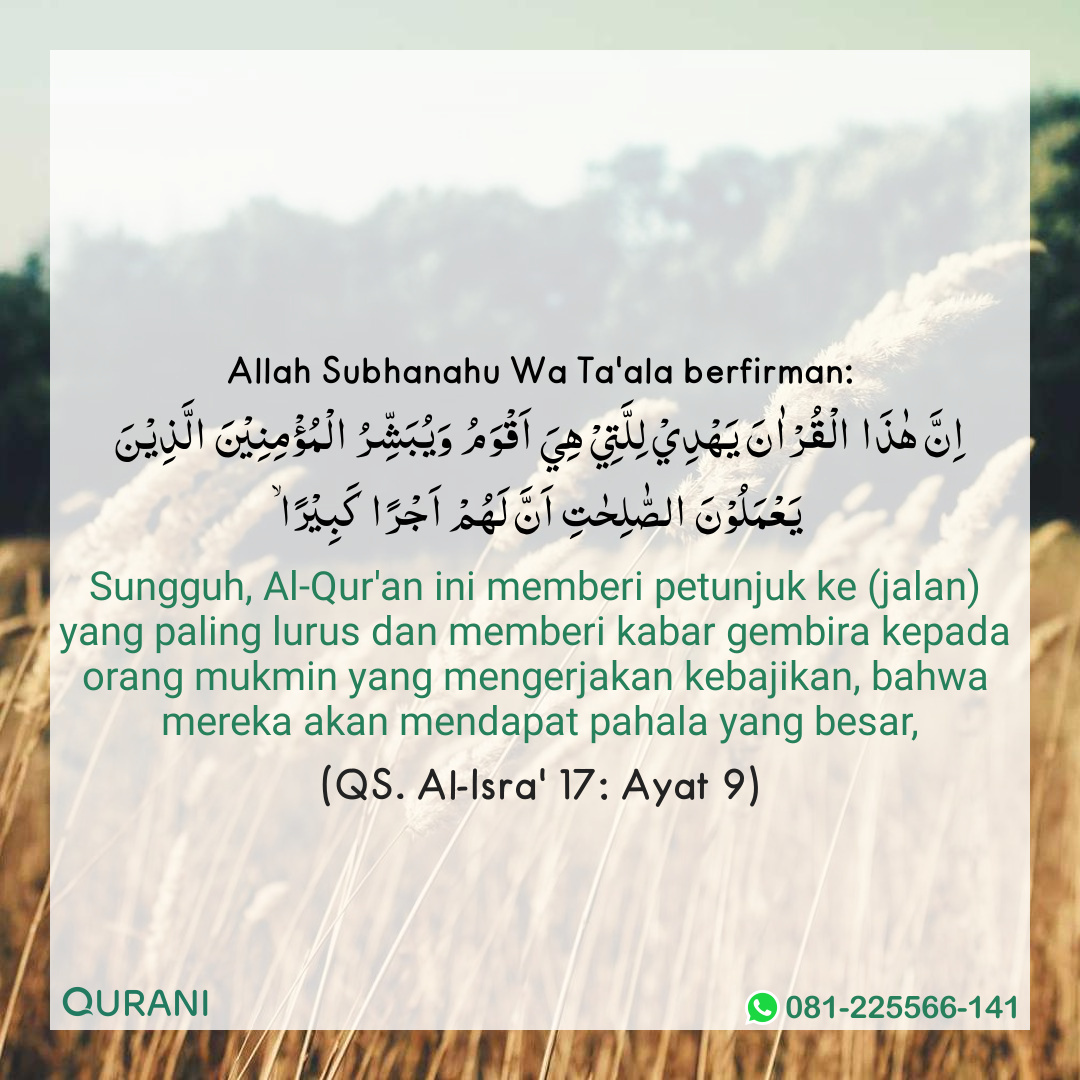 Allah Subhanahu Wa Ta'ala berfirman:
اِنَّ هٰذَا الْقُرْاٰنَ يَهْدِيْ لِلَّتِيْ هِيَ اَقْوَمُ وَيُبَشِّرُ الْمُؤْمِنِيْنَ الَّذِيْنَ
يَعْمَلُوْنَ الصّٰلِحٰتِ اَنَّ لَهُمْ اَجْرًا كَبِيْرًاۙ
Sungguh, Al-Qur'an ini memberi petunjuk ke (jalan)
yang paling lurus dan memberi kabar gembira kepada
orang mukmin yang mengerjakan kebajikan, bahwa
mereka akan mendapat pahala yang besar,
(QS. Al-Isra' 17: Ayat 9)
QURANI
081-225566-141